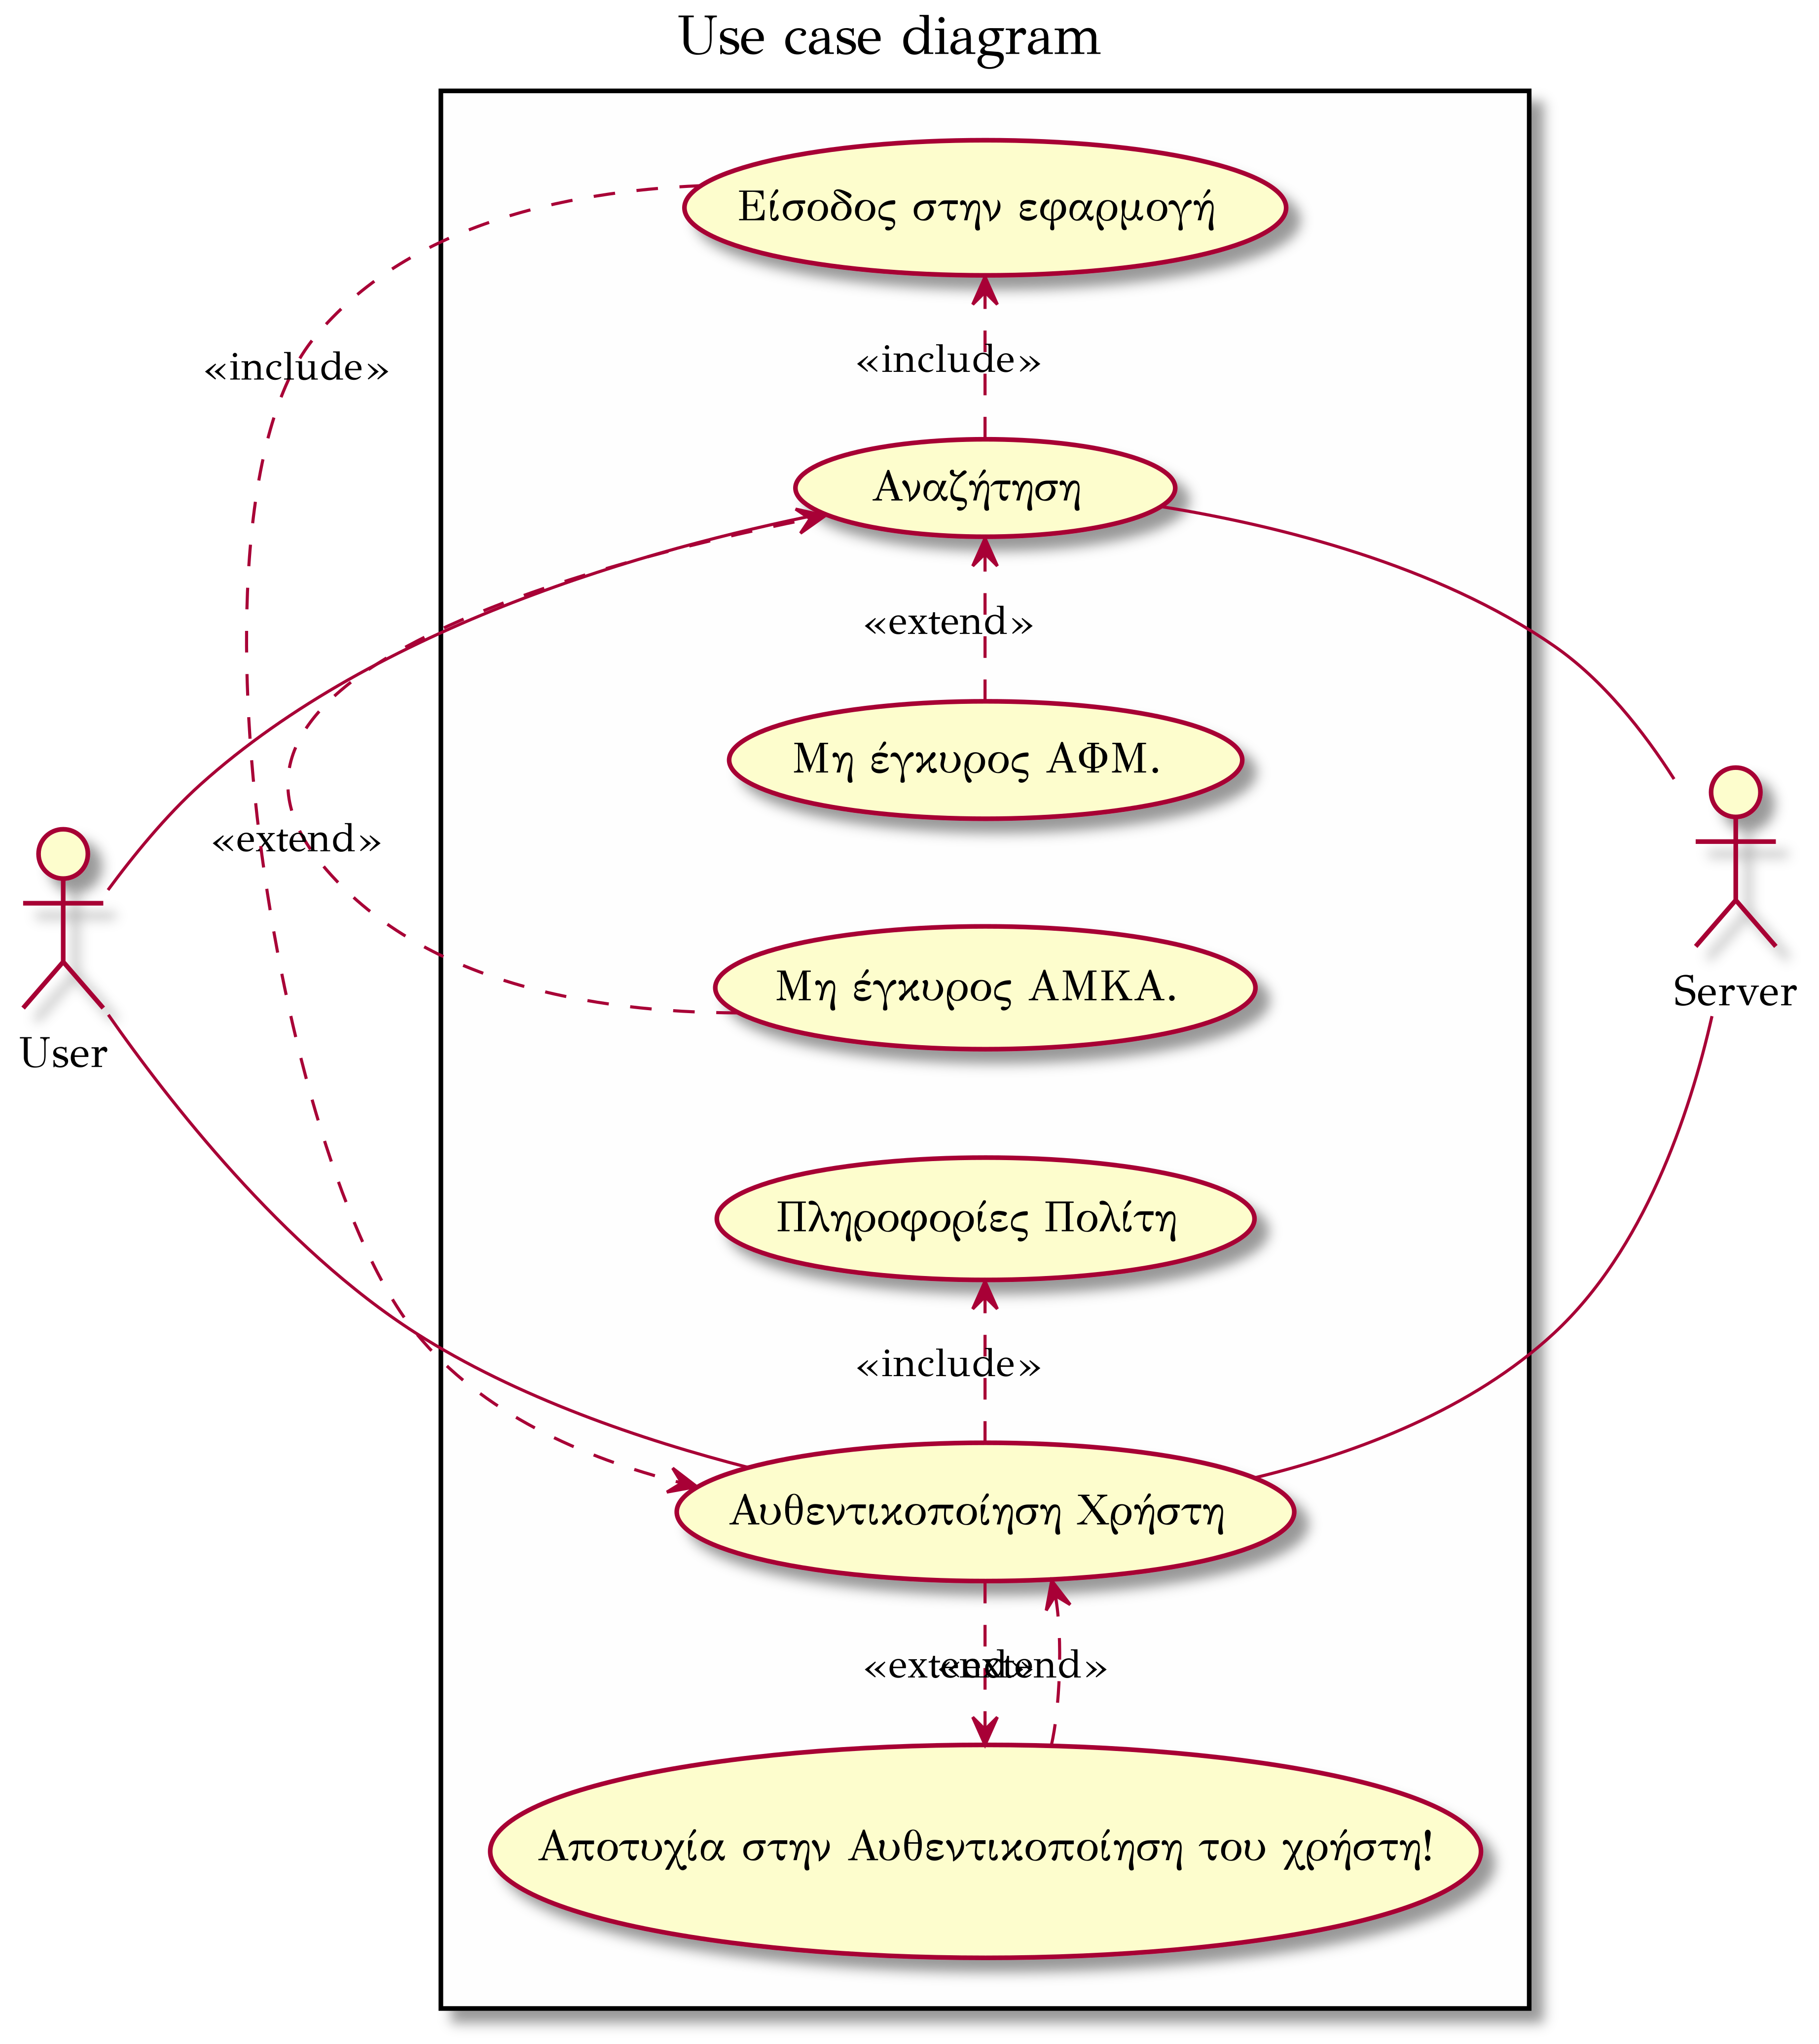 Use case diagram
Είσοδος στην εφαρμογή
«include»
«include»
Αναζήτηση
«extend»
Μη έγκυρος ΑΦΜ.
«extend»
Μη έγκυρος ΑΜΚΑ.
Server
User
Πληροφορίες Πολίτη
«include»
Αυθεντικοποίηση Χρήστη
«extend»
«extend»
Αποτυχία στην Αυθεντικοποίηση του χρήστη!